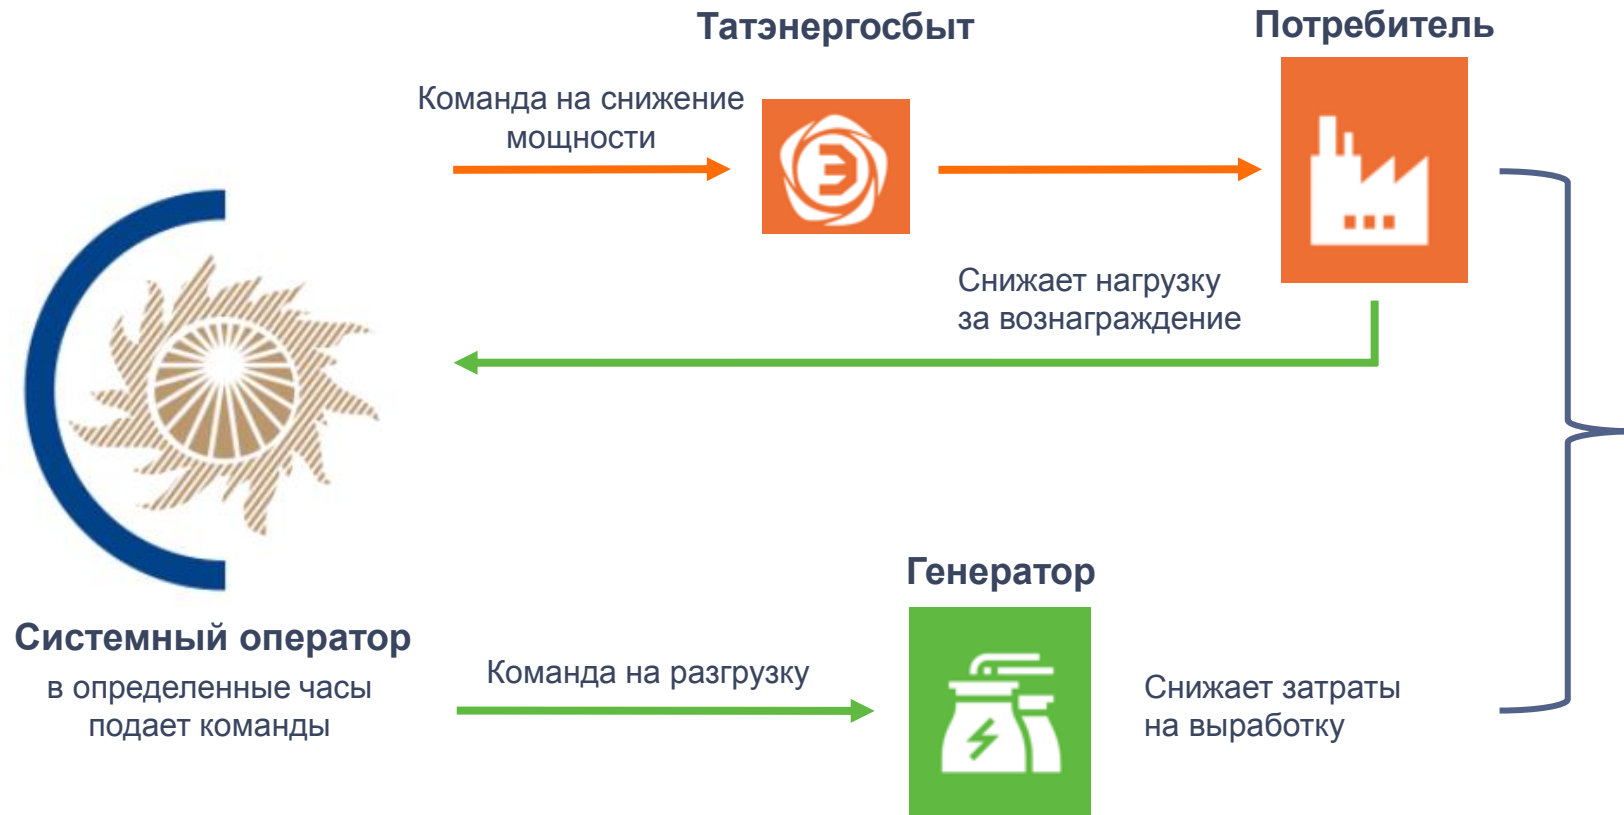 Татэнергосбыт
Потребитель
Команда на снижение
мощности
Э
Снижает нагрузку
за вознаграждение
Системный оператор
в определенные часы
подает команды
Генератор
Команда на разгрузку
Снижает затраты
на выработку